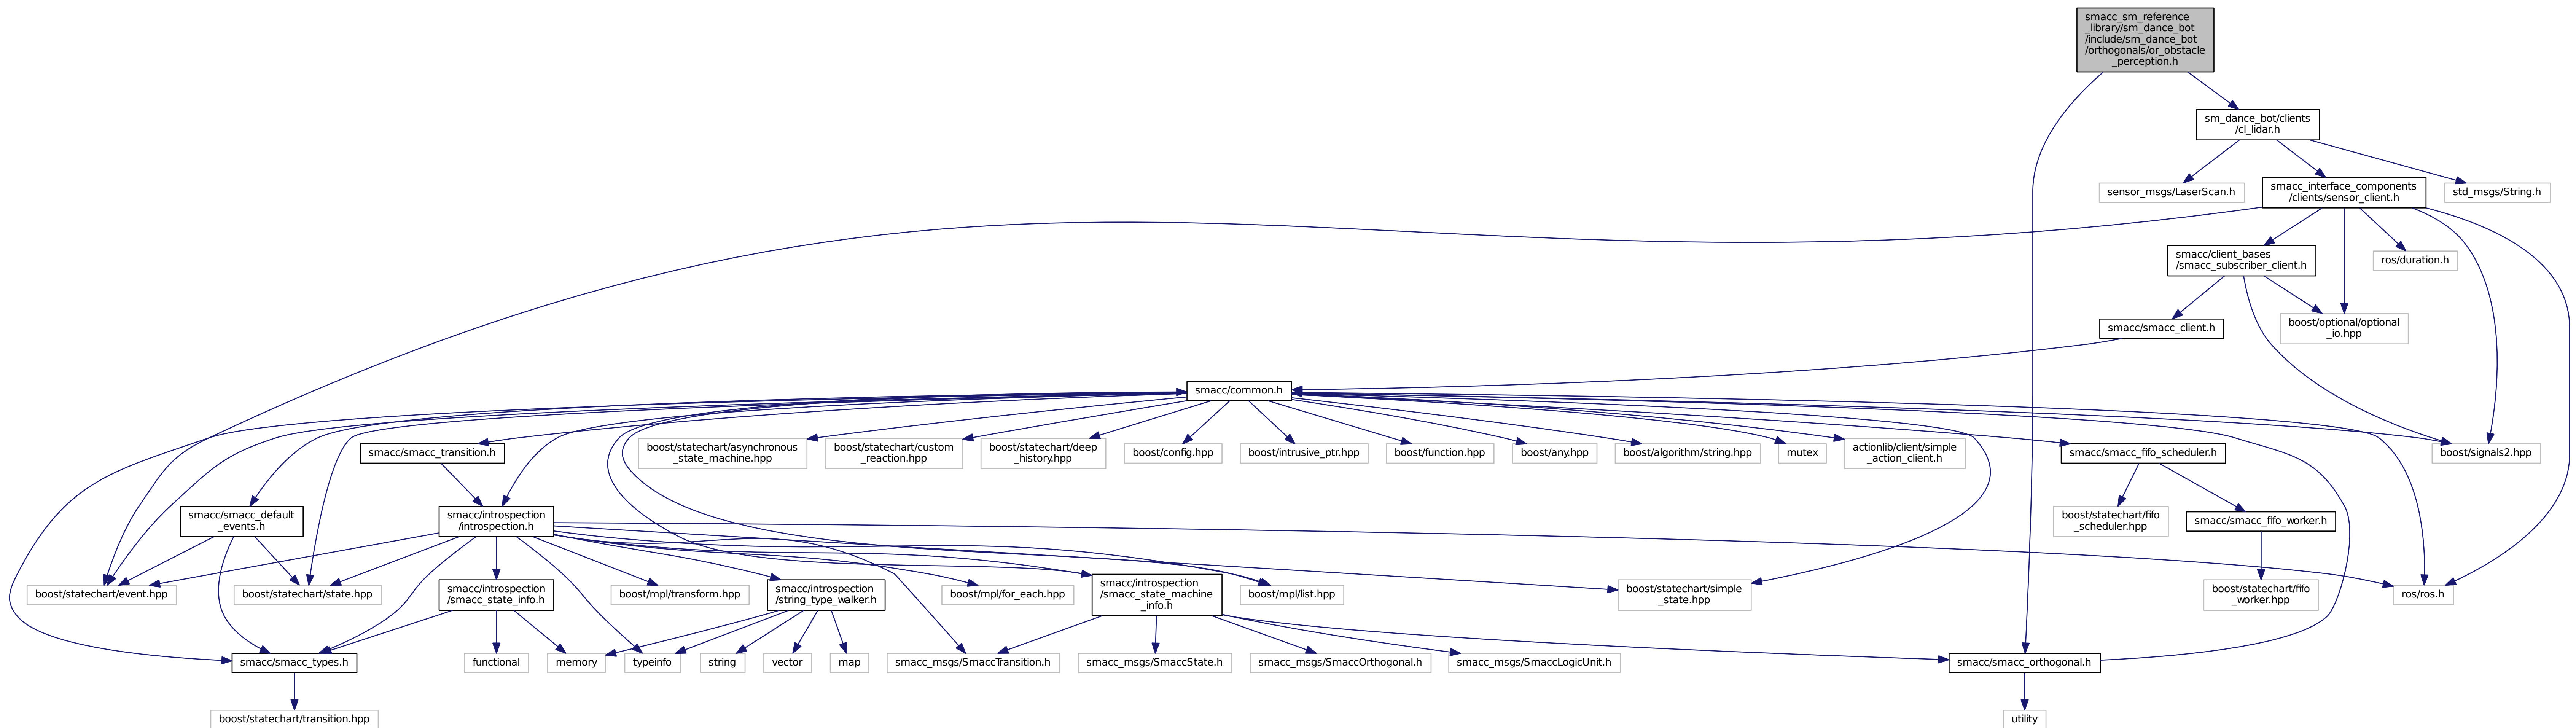 smacc_sm_reference
_library/sm_dance_bot
/include/sm_dance_bot
/orthogonals/or_obstacle
_perception.h
sm_dance_bot/clients
/cl_lidar.h
sensor_msgs/LaserScan.h
smacc_interface_components
/clients/sensor_client.h
std_msgs/String.h
smacc/client_bases
/smacc_subscriber_client.h
ros/duration.h
smacc/smacc_client.h
boost/optional/optional
_io.hpp
smacc/common.h
smacc/smacc_transition.h
boost/statechart/asynchronous
_state_machine.hpp
boost/statechart/custom
_reaction.hpp
boost/statechart/deep
_history.hpp
boost/config.hpp
boost/intrusive_ptr.hpp
boost/function.hpp
boost/any.hpp
boost/algorithm/string.hpp
mutex
actionlib/client/simple
_action_client.h
smacc/smacc_fifo_scheduler.h
boost/signals2.hpp
smacc/smacc_default
_events.h
smacc/introspection
/introspection.h
boost/statechart/fifo
_scheduler.hpp
smacc/smacc_fifo_worker.h
boost/statechart/event.hpp
boost/statechart/state.hpp
smacc/introspection
/smacc_state_info.h
boost/mpl/transform.hpp
smacc/introspection
/string_type_walker.h
boost/mpl/for_each.hpp
smacc/introspection
/smacc_state_machine
_info.h
boost/mpl/list.hpp
boost/statechart/simple
_state.hpp
boost/statechart/fifo
_worker.hpp
ros/ros.h
smacc/smacc_types.h
functional
memory
typeinfo
string
vector
map
smacc_msgs/SmaccTransition.h
smacc_msgs/SmaccState.h
smacc_msgs/SmaccOrthogonal.h
smacc_msgs/SmaccLogicUnit.h
smacc/smacc_orthogonal.h
boost/statechart/transition.hpp
utility